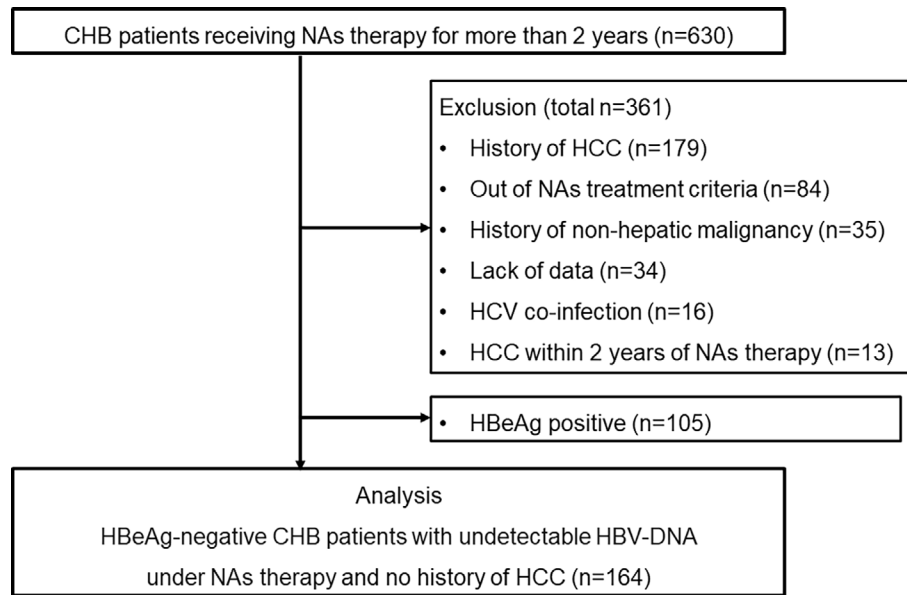 CHB patients receiving NAs therapy for more than 2 years (n=630)
Exclusion (total n=361)
• History of HCC (n=179)
• Out of NAs treatment criteria (n=84)
• History of non-hepatic malignancy (n=35)
• Lack of data (n=34)
• HCV co-infection (n=16)
• HCC within 2 years of NAs therapy (n=13)
• HBeAg positive (n=105)
Analysis
HBeAg-negative CHB patients with undetectable HBV-DNA
under NAs therapy and no history of HCC (n=164)